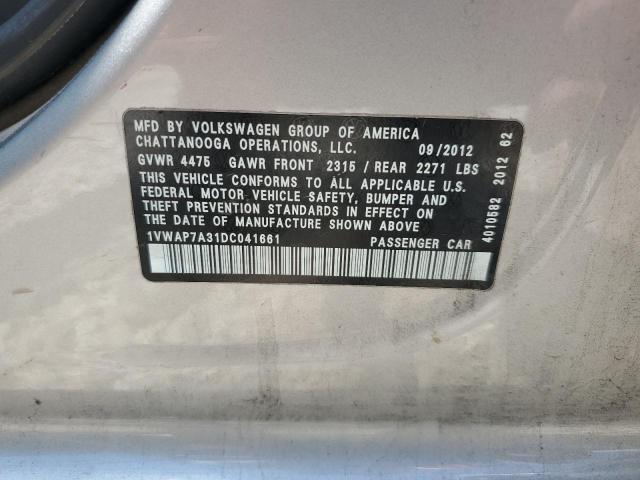 MFD BY VOLKSWAGEN GROUP OF AMERICA
CHATTANOOGA OPERATIONS, LLC. 09/2012
GVWR 4475 GAWR FRONT 2315 / REAR 2271 LBS
THIS VEHICLE CONFORMS TO ALL APPLICABLE U.S.
FEDERAL MOTOR VEHICLE SAFETY, BUMPER AND
THEFT PREVENTION STANDARDS IN EFFECT ON
THE DATE OF MANUFACTURE SHOWN ABOVE
1VWAP7A31DC041661 PASSENGER CAR
4010582 2012 62